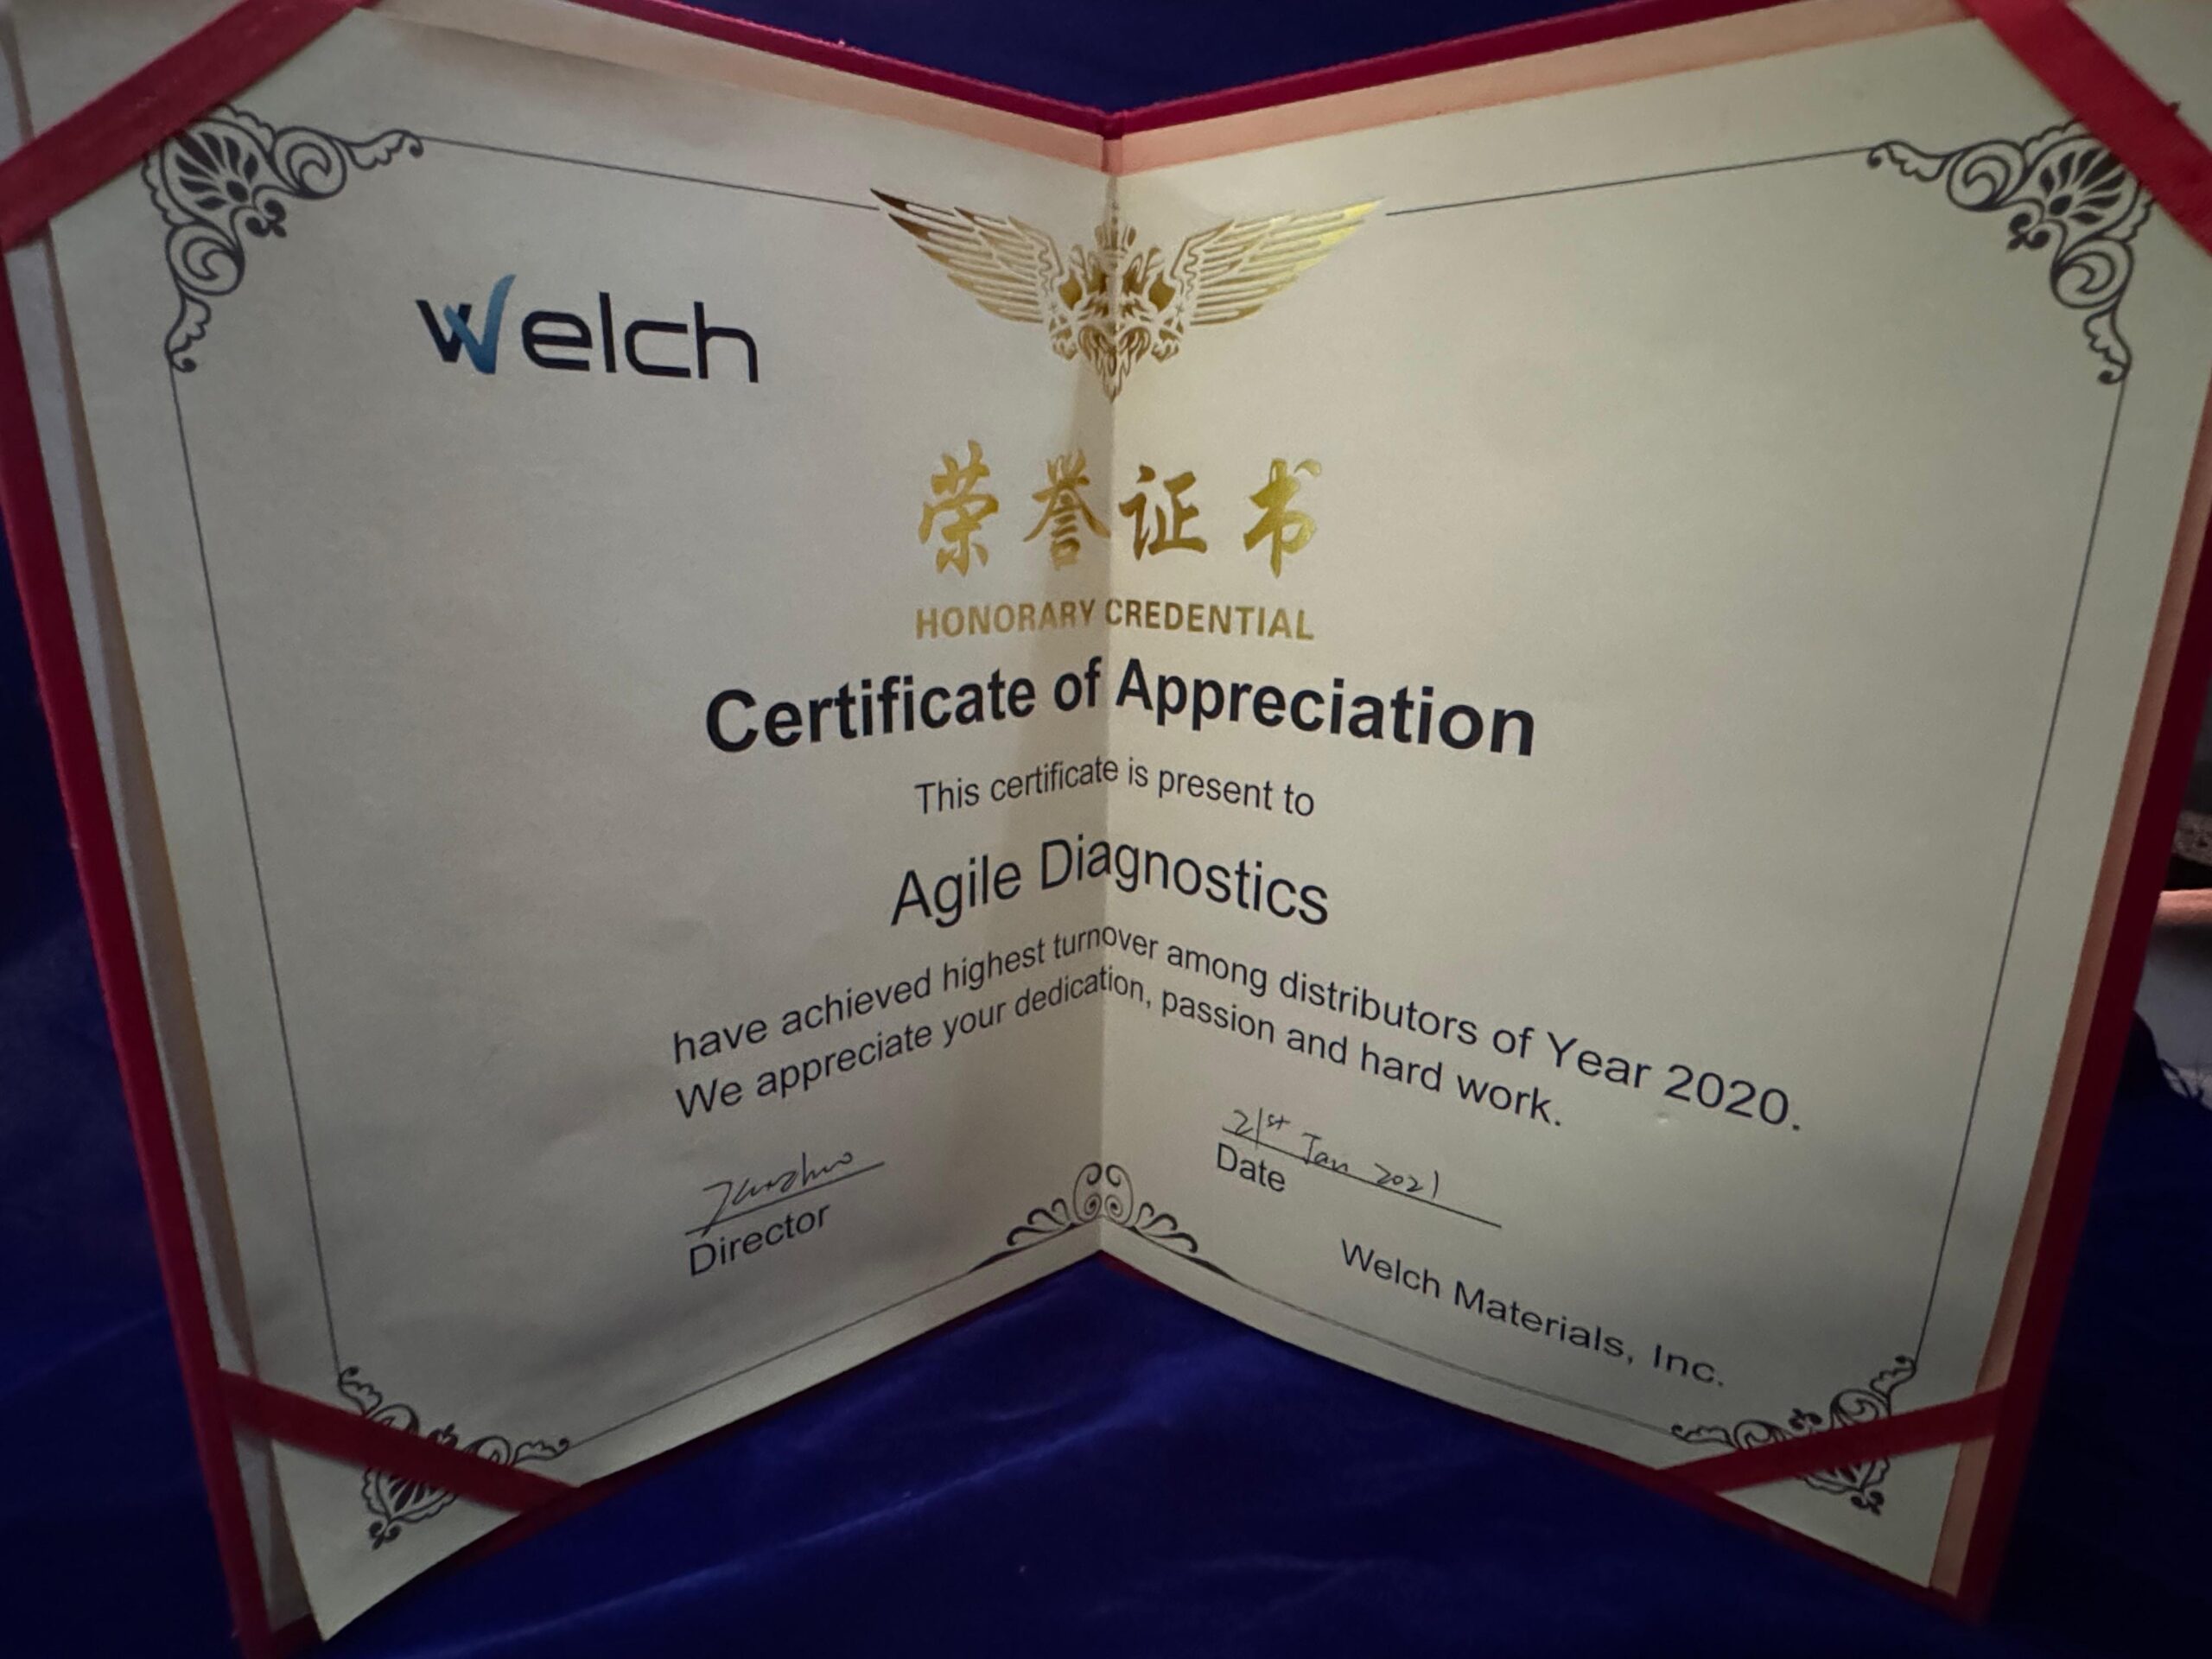 Welch
荣誉证书
HONORARY CREDENTIAL
Certificate of Appreciation
This certificate is present to
Agile Diagnostics
have achieved highest turnover among distributors of Year 2020.
We appreciate your dedication, passion and hard work.
21st Jan 2021
Director
Date
Welch Materials, Inc.